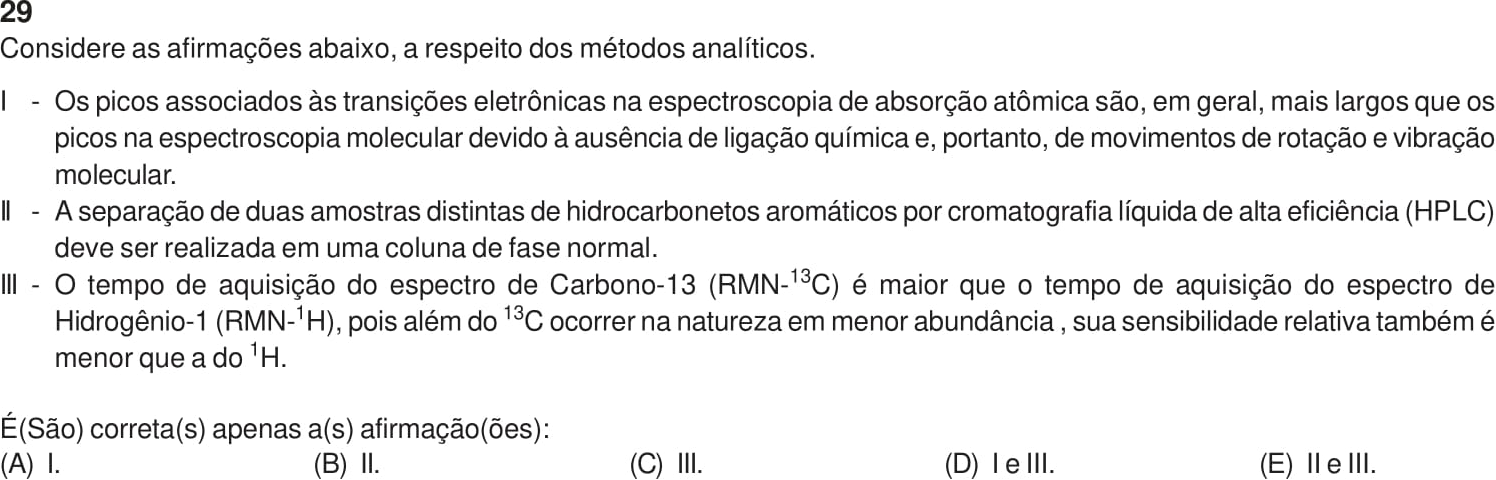 29
Considere as afirmações abaixo, a respeito dos métodos analíticos.
I - Os picos associados às transições eletrônicas na espectroscopia de absorção atômica são, em geral, mais largos que os
picos na espectroscopia molecular devido à ausência de ligação química e, portanto, de movimentos de rotação e vibração
molecular.
II - A separação de duas amostras distintas de hidrocarbonetos aromáticos por cromatografia líquida de alta eficiência (HPLC)
deve ser realizada em uma coluna de fase normal.
III - O tempo de aquisição do espectro de Carbono-13 (RMN-¹³C) é maior que o tempo de aquisição do espectro de
Hidrogênio-1 (RMN-¹H), pois além do ¹³C ocorrer na natureza em menor abundância , sua sensibilidade relativa também é
menor que a do ¹H.
É(São) correta(s) apenas a(s) afirmação(ões):
(A) I. (B) II. (C) III. (D) I e III. (E) II e III.